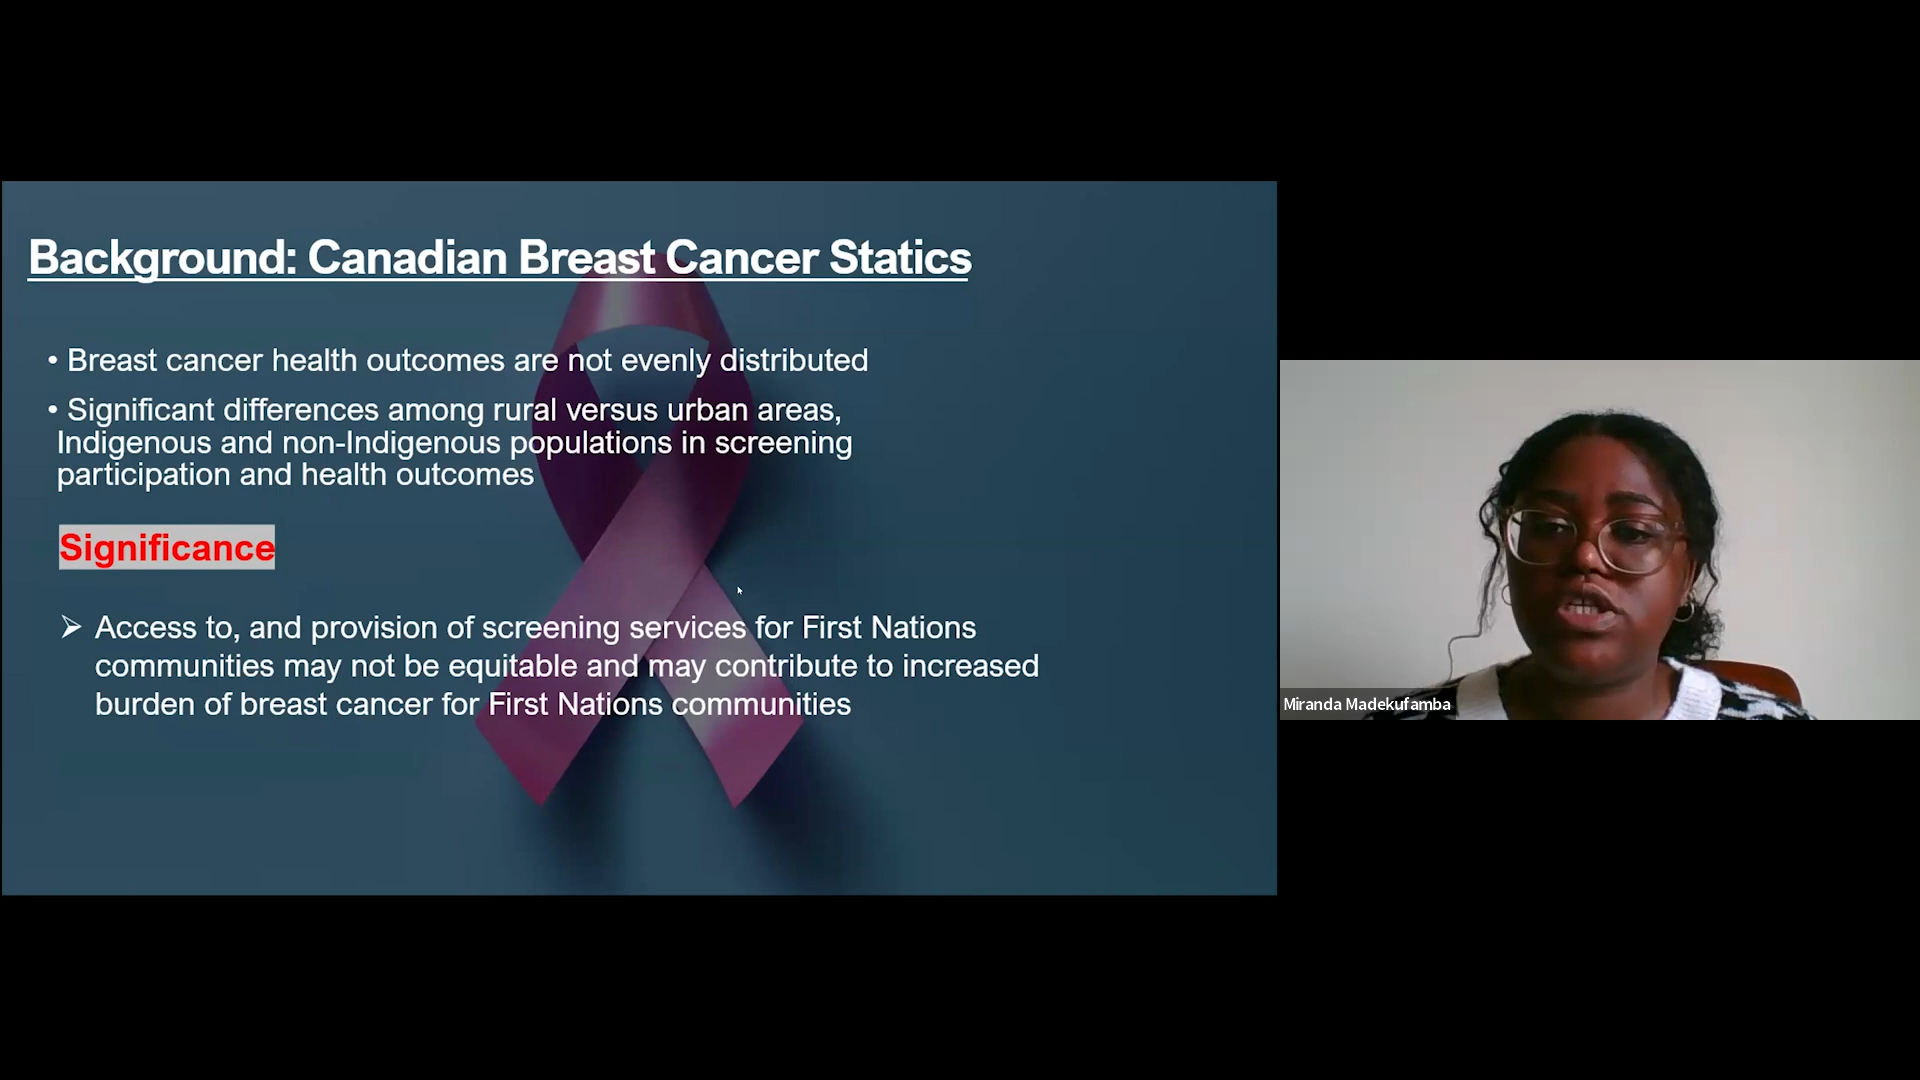 Background: Canadian Breast Cancer Statics
• Breast cancer health outcomes are not evenly distributed
• Significant differences among rural versus urban areas,
Indigenous and non-Indigenous populations in screening
participation and health outcomes
Significance
➢ Access to, and provision of screening services for First Nations
communities may not be equitable and may contribute to increased
burden of breast cancer for First Nations communities
Miranda Madekufamba